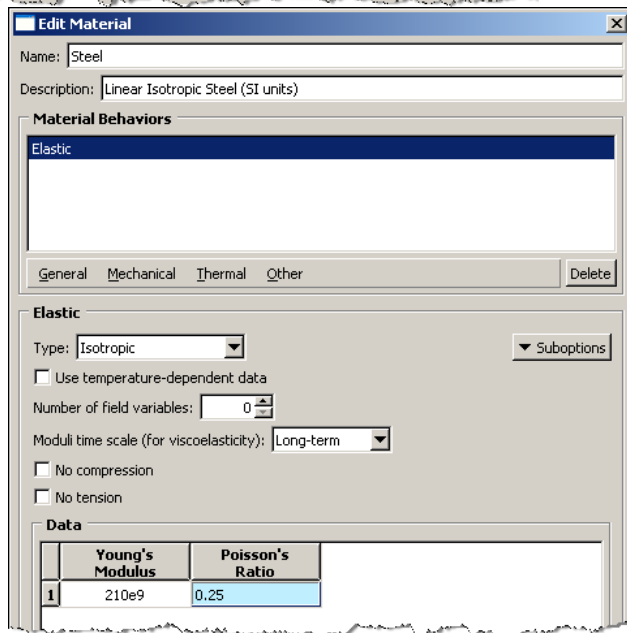 Edit Material
Name: Steel
Description: Linear Isotropic Steel (SI units)
Material Behaviors
Elastic
General Mechanical Thermal Other Delete
Elastic
Type: Isotropic Suboptions
Use temperature-dependent data
Number of field variables: 0
Moduli time scale (for viscoelasticity): Long-term
No compression
No tension
Data
Young's Poisson's
Modulus Ratio
1 210e9 0.25